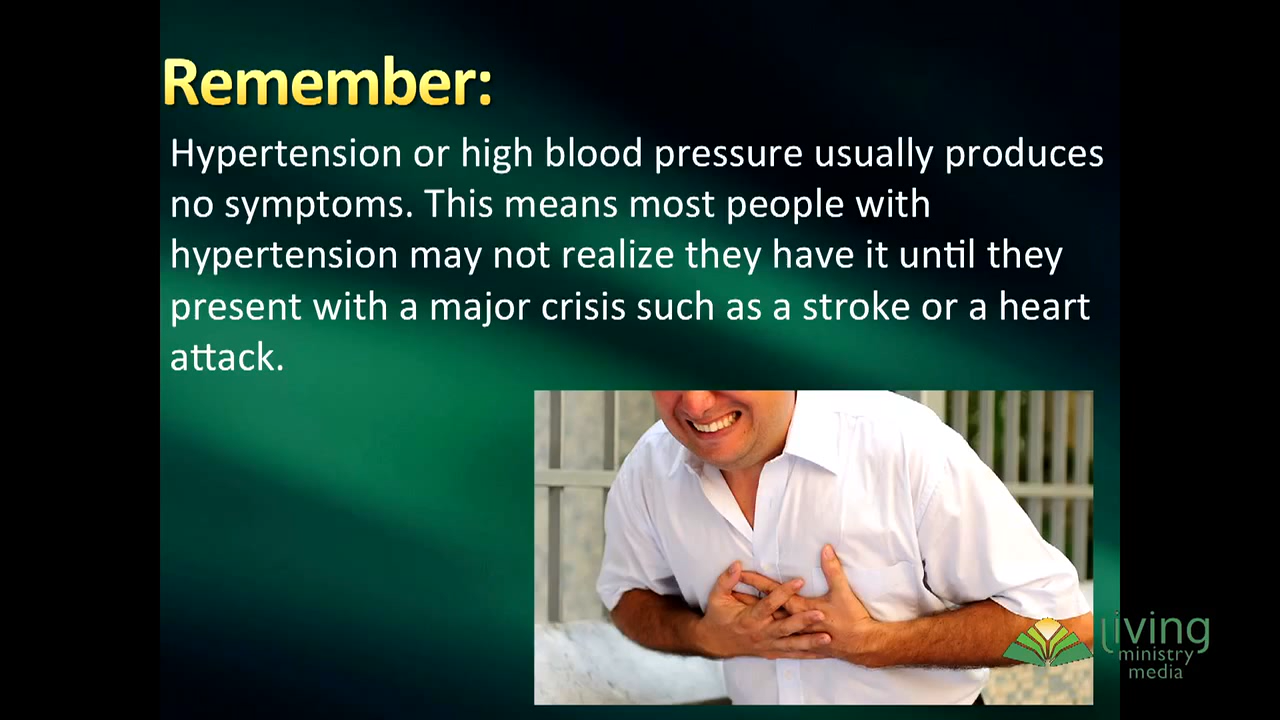 Remember:
Hypertension or high blood pressure usually produces
no symptoms. This means most people with
hypertension may not realize they have it until they
present with a major crisis such as a stroke or a heart
attack.
living
ministry
media